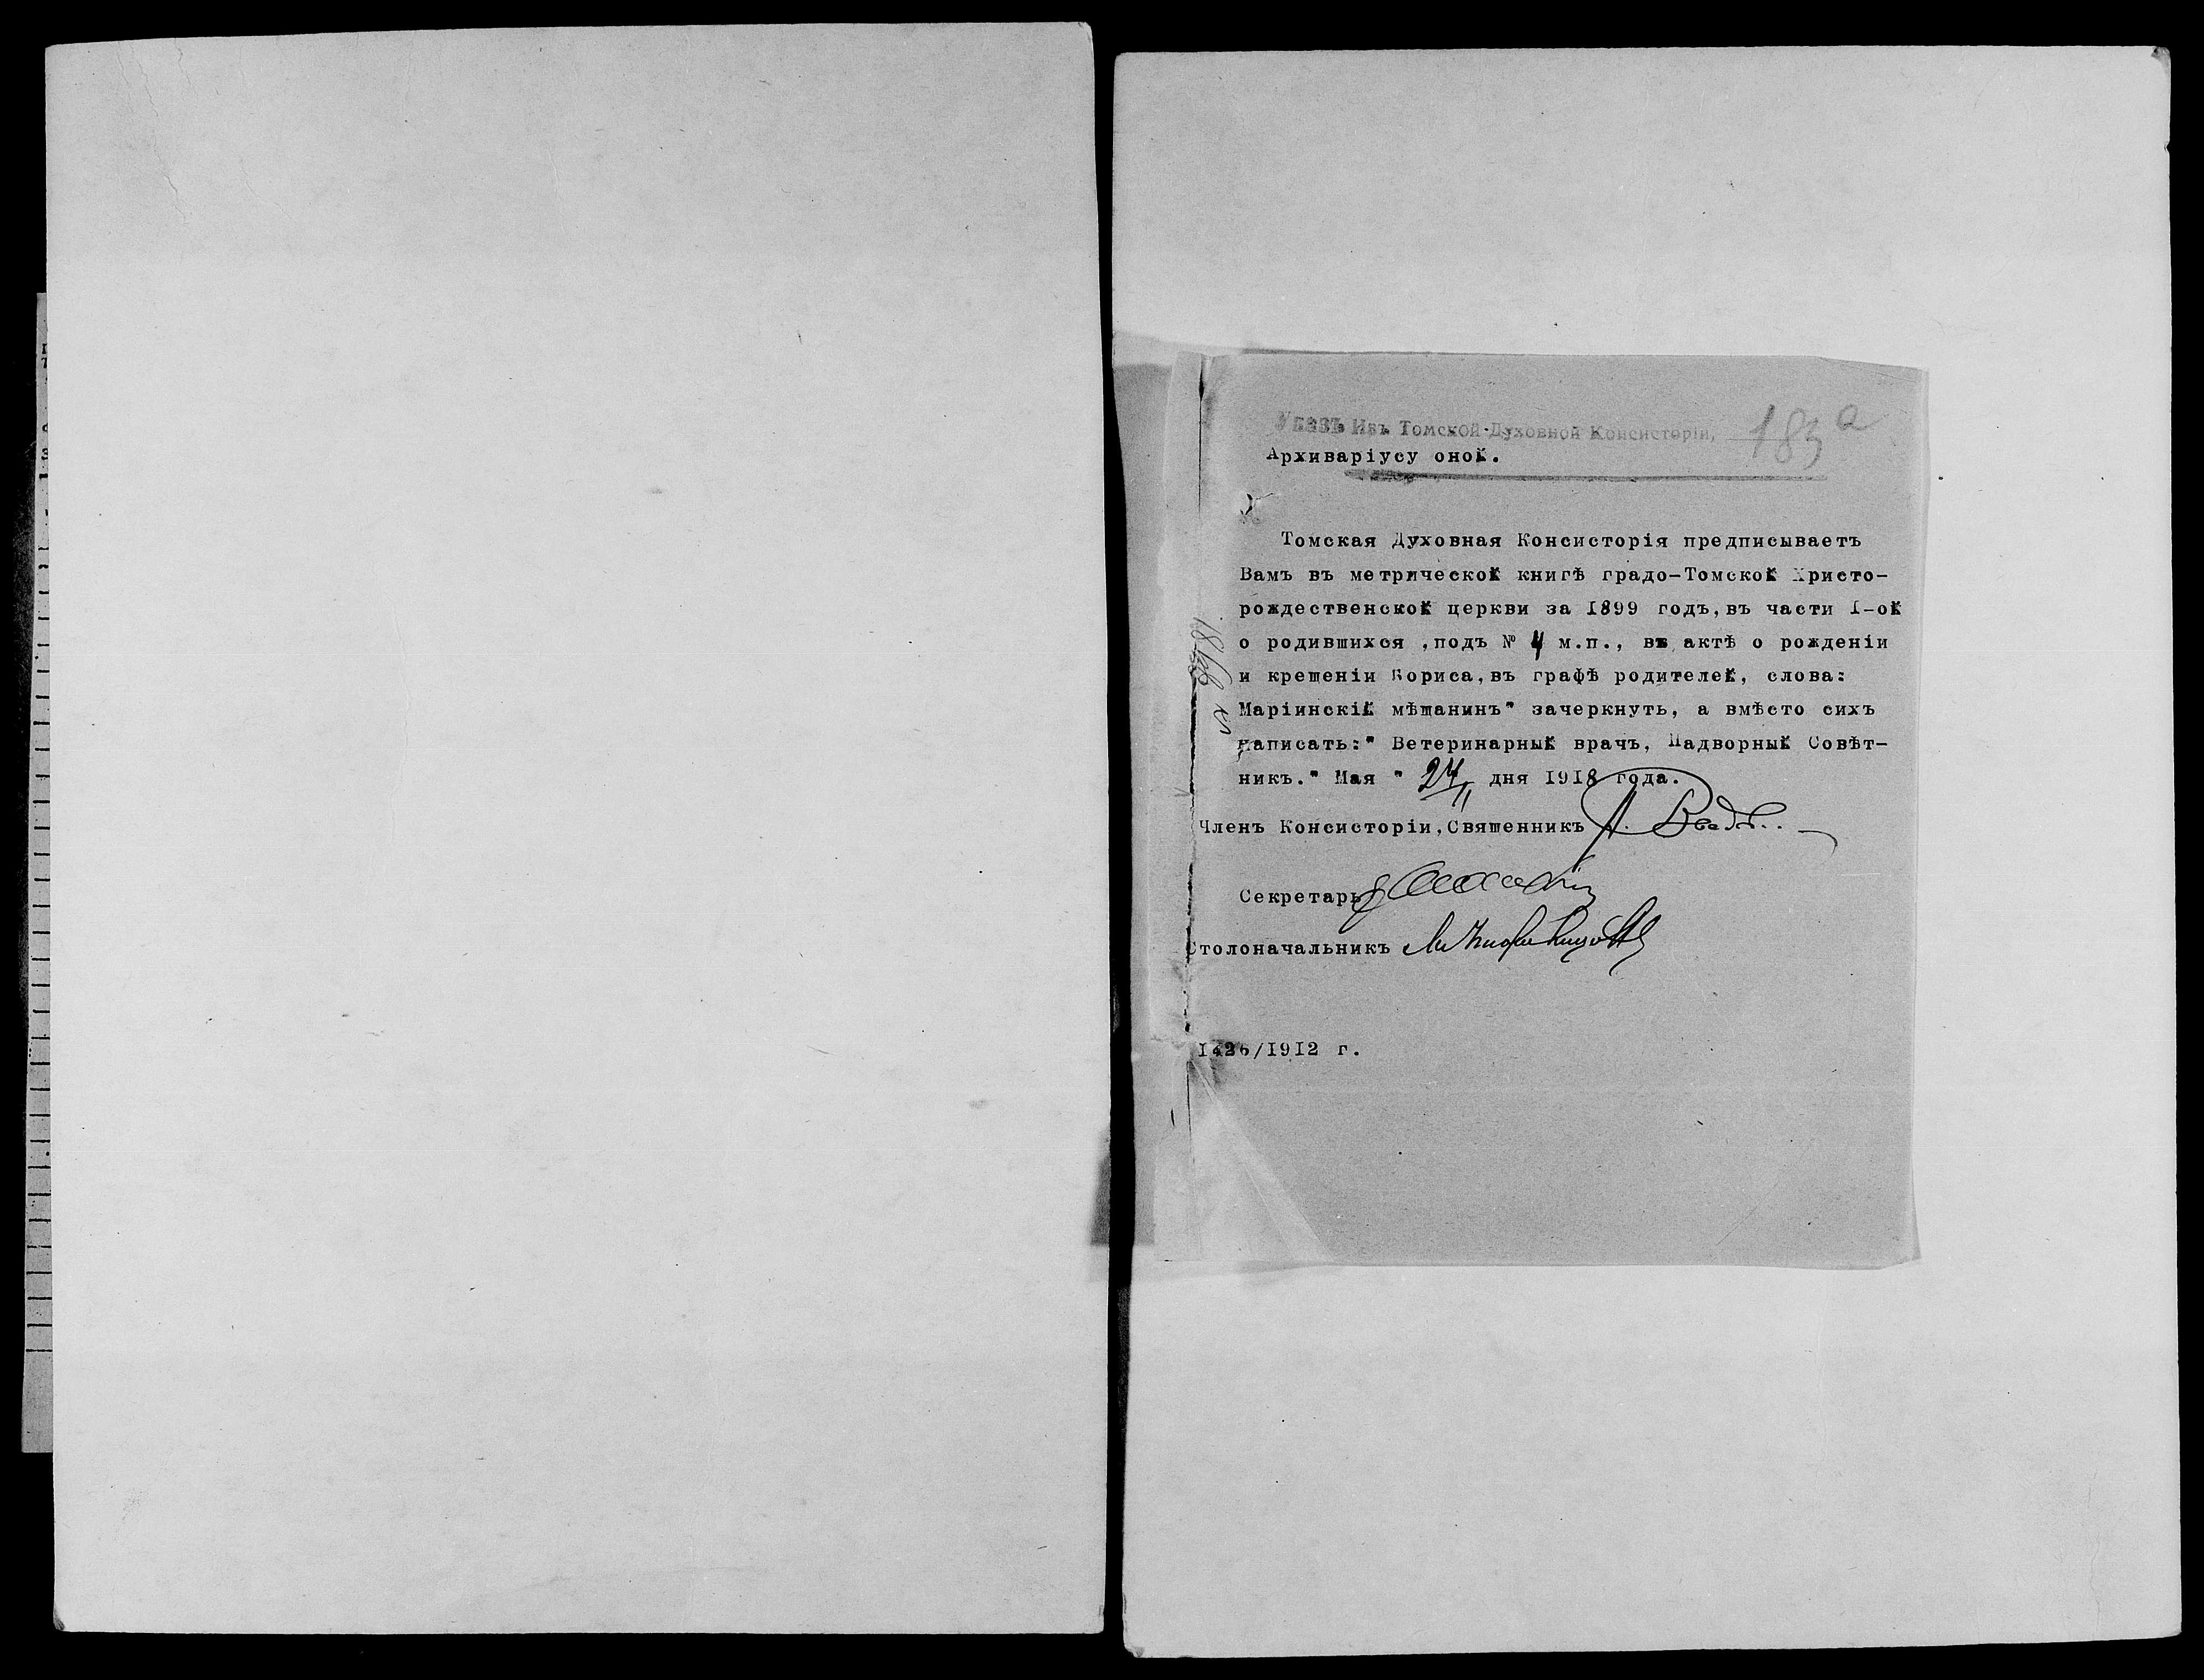 Указъ Изъ Томской Духовной Консисторіи,
183 а
Архиваріусу оной.
Томская Духовная Консисторія предписываетъ
Вамъ въ метрической книгѣ градо-Томской Христо-
рождественской церкви за 1899 годъ, въ части I-ой
о родившихся ,подъ № 4 м.п., въ актѣ о рожденіи
и крещеніи Бориса, въ графѣ родителей, слова:
Маріинскій мѣщанинъ" зачеркнуть, а вмѣсто сихъ
написать:" Ветеринарный врачъ, Надворный Совѣт-
никъ." Мая " 24 " дня 1918 года.
Членъ Консисторіи, Священникъ А.
Секретарь
Столоначальникъ
1426/1912 г.